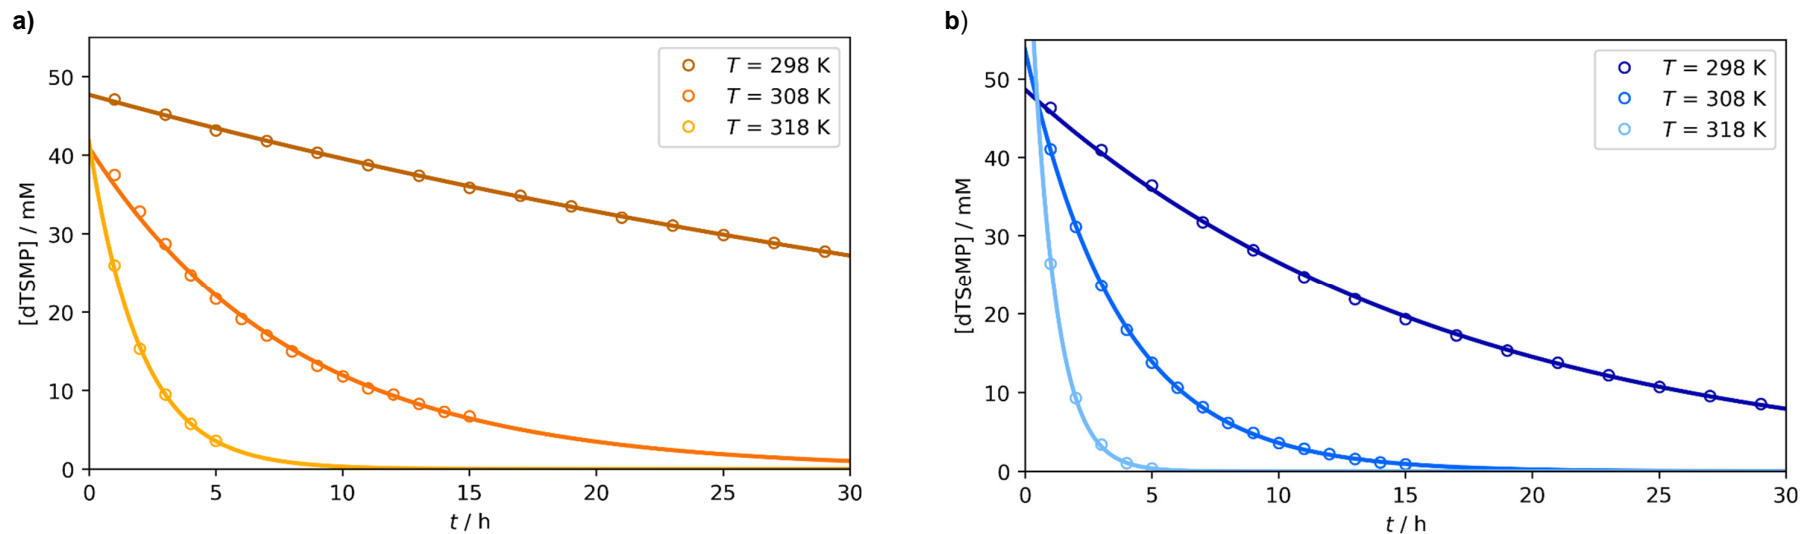 a)
[dTSMP] / mM
50
40
30
20
10
0
0 5 10 15 20 25 30
t / h
T = 298 K
T = 308 K
T = 318 K
b)
[dTSeMP] / mM
50
40
30
20
10
0
0 5 10 15 20 25 30
t / h
T = 298 K
T = 308 K
T = 318 K